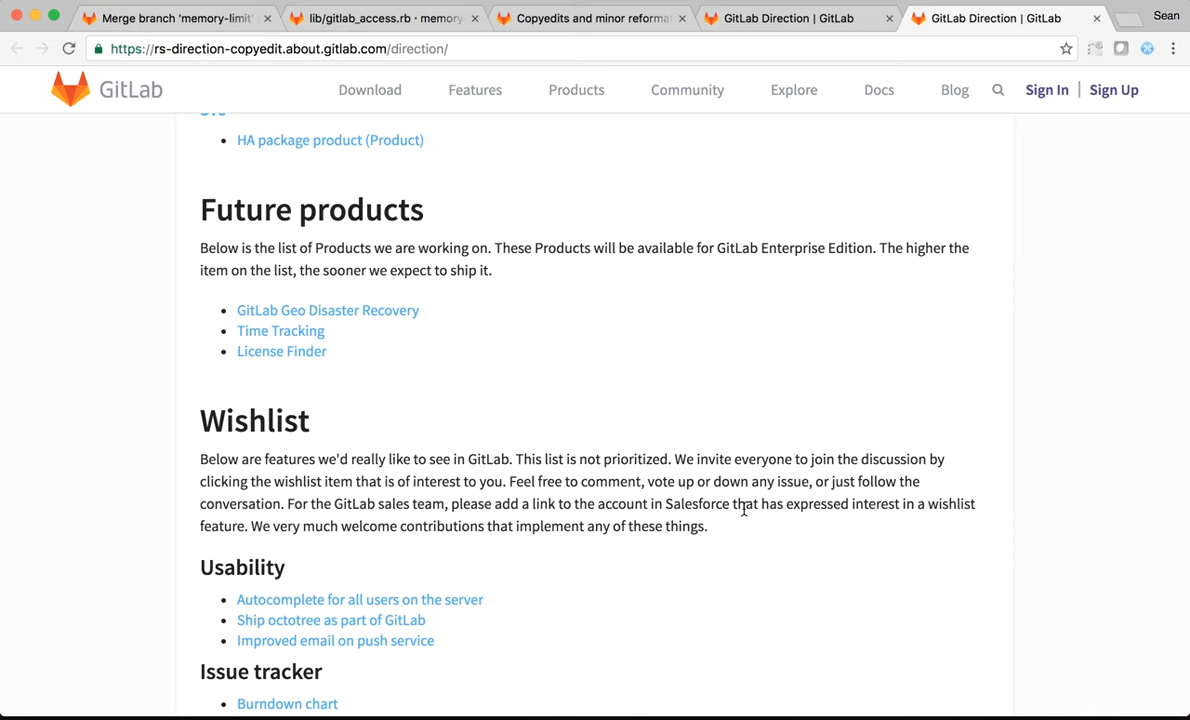 Merge branch 'memory-limit'
lib/gitlab_access.rb · memory
Copyedits and minor reformat
GitLab Direction | GitLab
GitLab Direction | GitLab
Sean
https://rs-direction-copyedit.about.gitlab.com/direction/
GitLab
Download
Features
Products
Community
Explore
Docs
Blog
Sign In | Sign Up
HA package product (Product)
Future products
Below is the list of Products we are working on. These Products will be available for GitLab Enterprise Edition. The higher the
item on the list, the sooner we expect to ship it.
GitLab Geo Disaster Recovery
Time Tracking
License Finder
Wishlist
Below are features we'd really like to see in GitLab. This list is not prioritized. We invite everyone to join the discussion by
clicking the wishlist item that is of interest to you. Feel free to comment, vote up or down any issue, or just follow the
conversation. For the GitLab sales team, please add a link to the account in Salesforce that has expressed interest in a wishlist
feature. We very much welcome contributions that implement any of these things.
Usability
Autocomplete for all users on the server
Ship octotree as part of GitLab
Improved email on push service
Issue tracker
Burndown chart